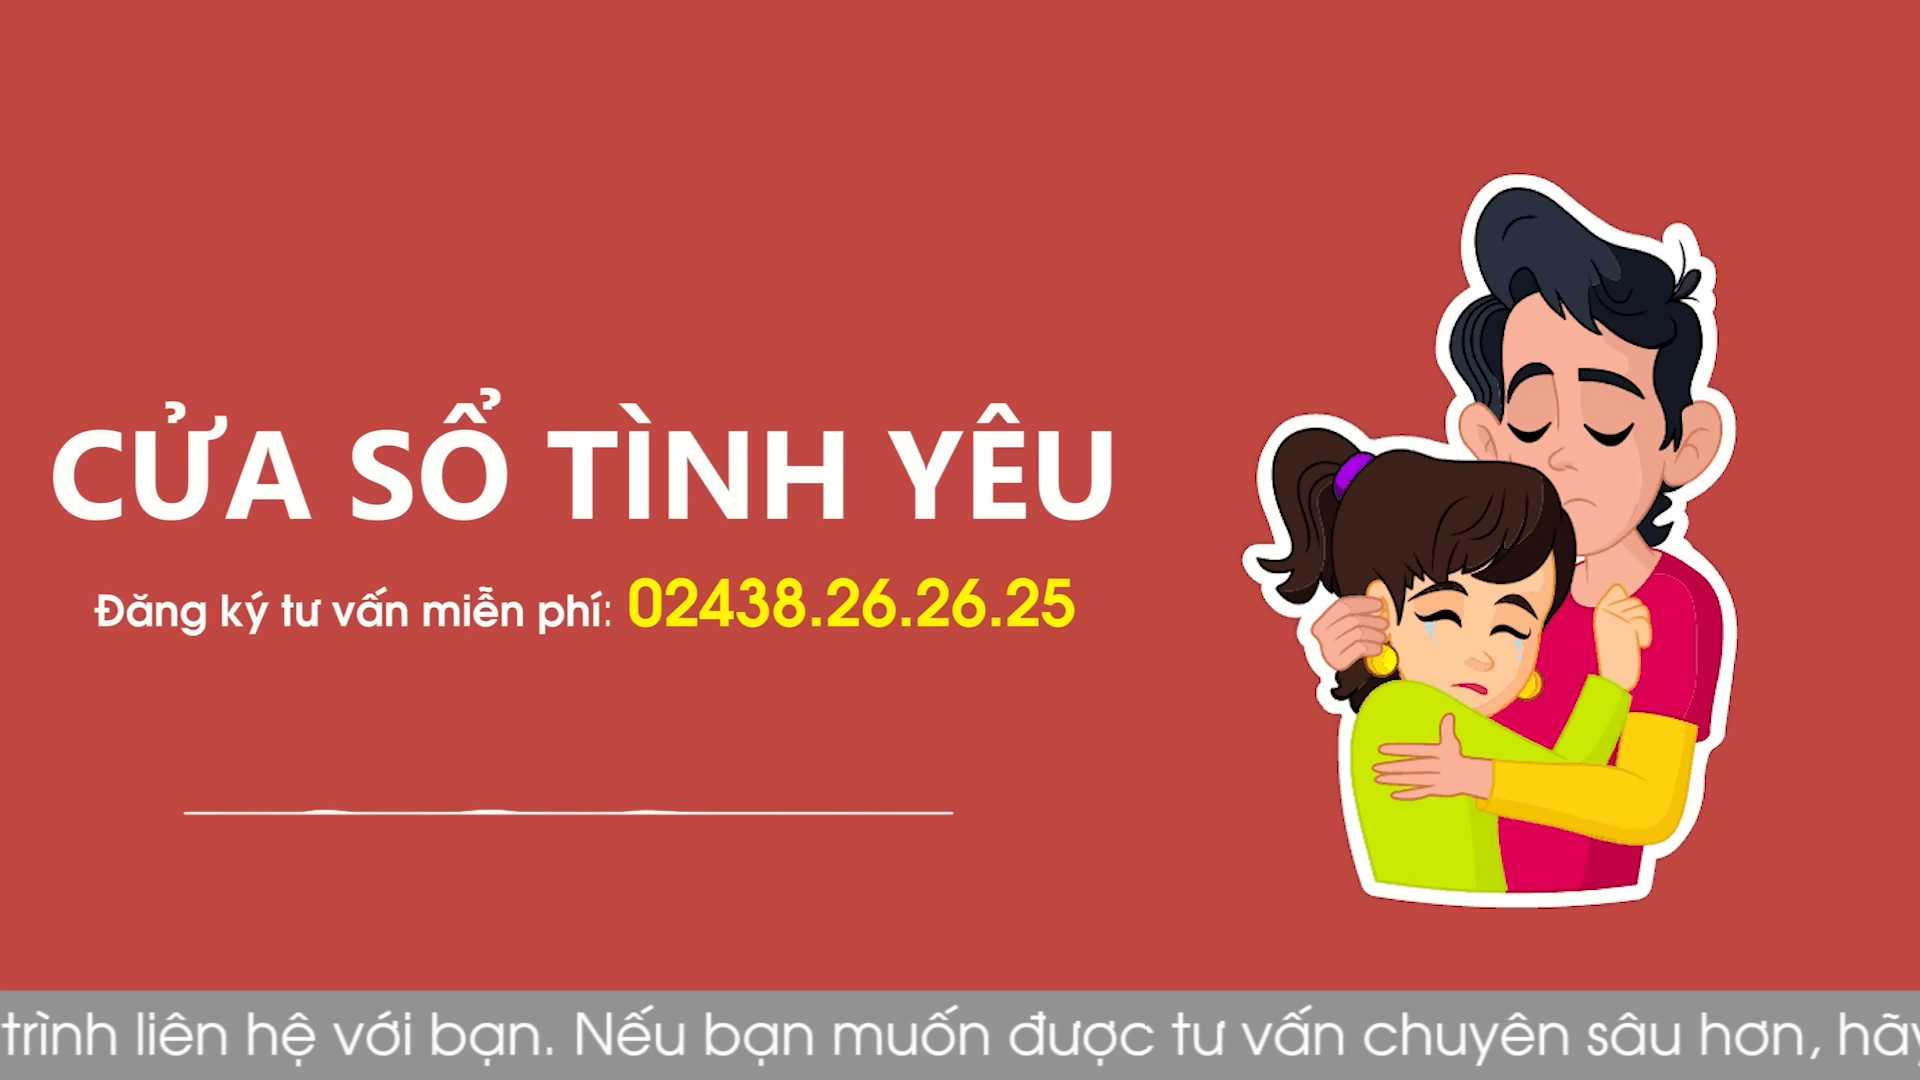 CỬA SỔ TÌNH YÊU
Đăng ký tư vấn miễn phí: 02438.26.26.25
trình liên hệ với bạn. Nếu bạn muốn được tư vấn chuyên sâu hơn, hãy